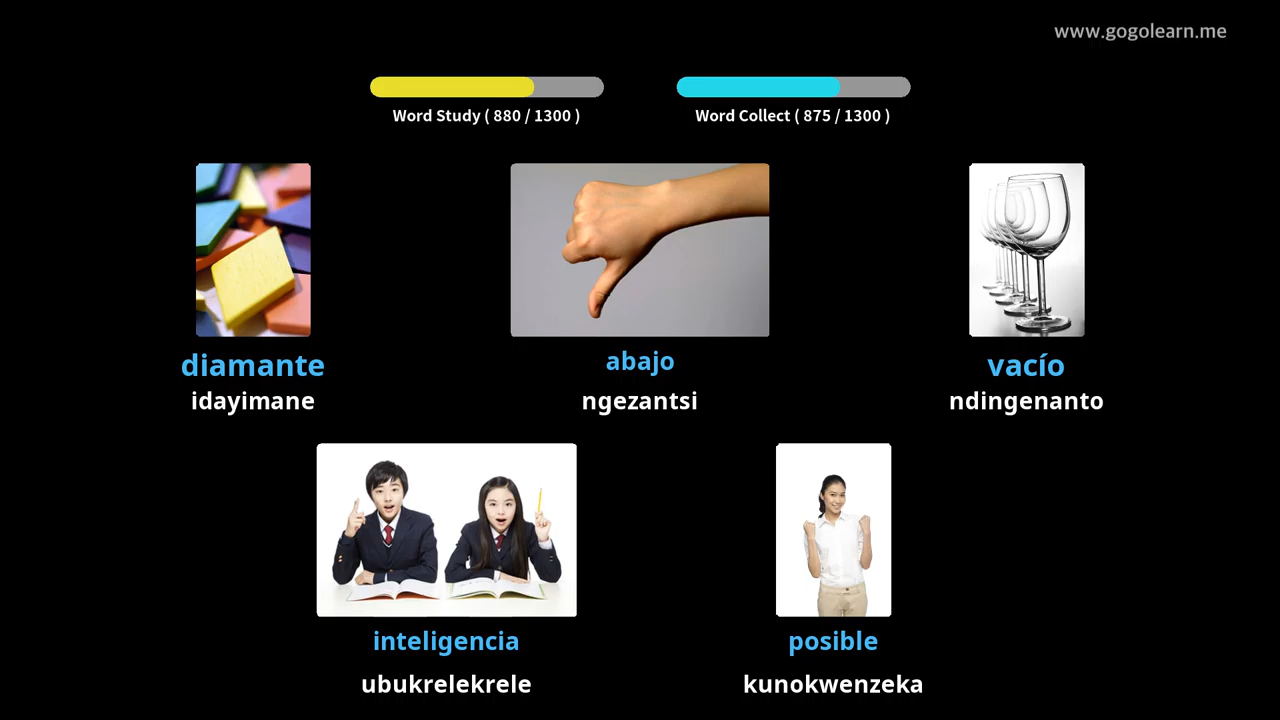 www.gogolearn.me
Word Study ( 880 / 1300 )
Word Collect ( 875 / 1300 )
diamante
idayimane
abajo
ngezantsi
vacío
ndingenanto
inteligencia
ubukrelekrele
posible
kunokwenzeka